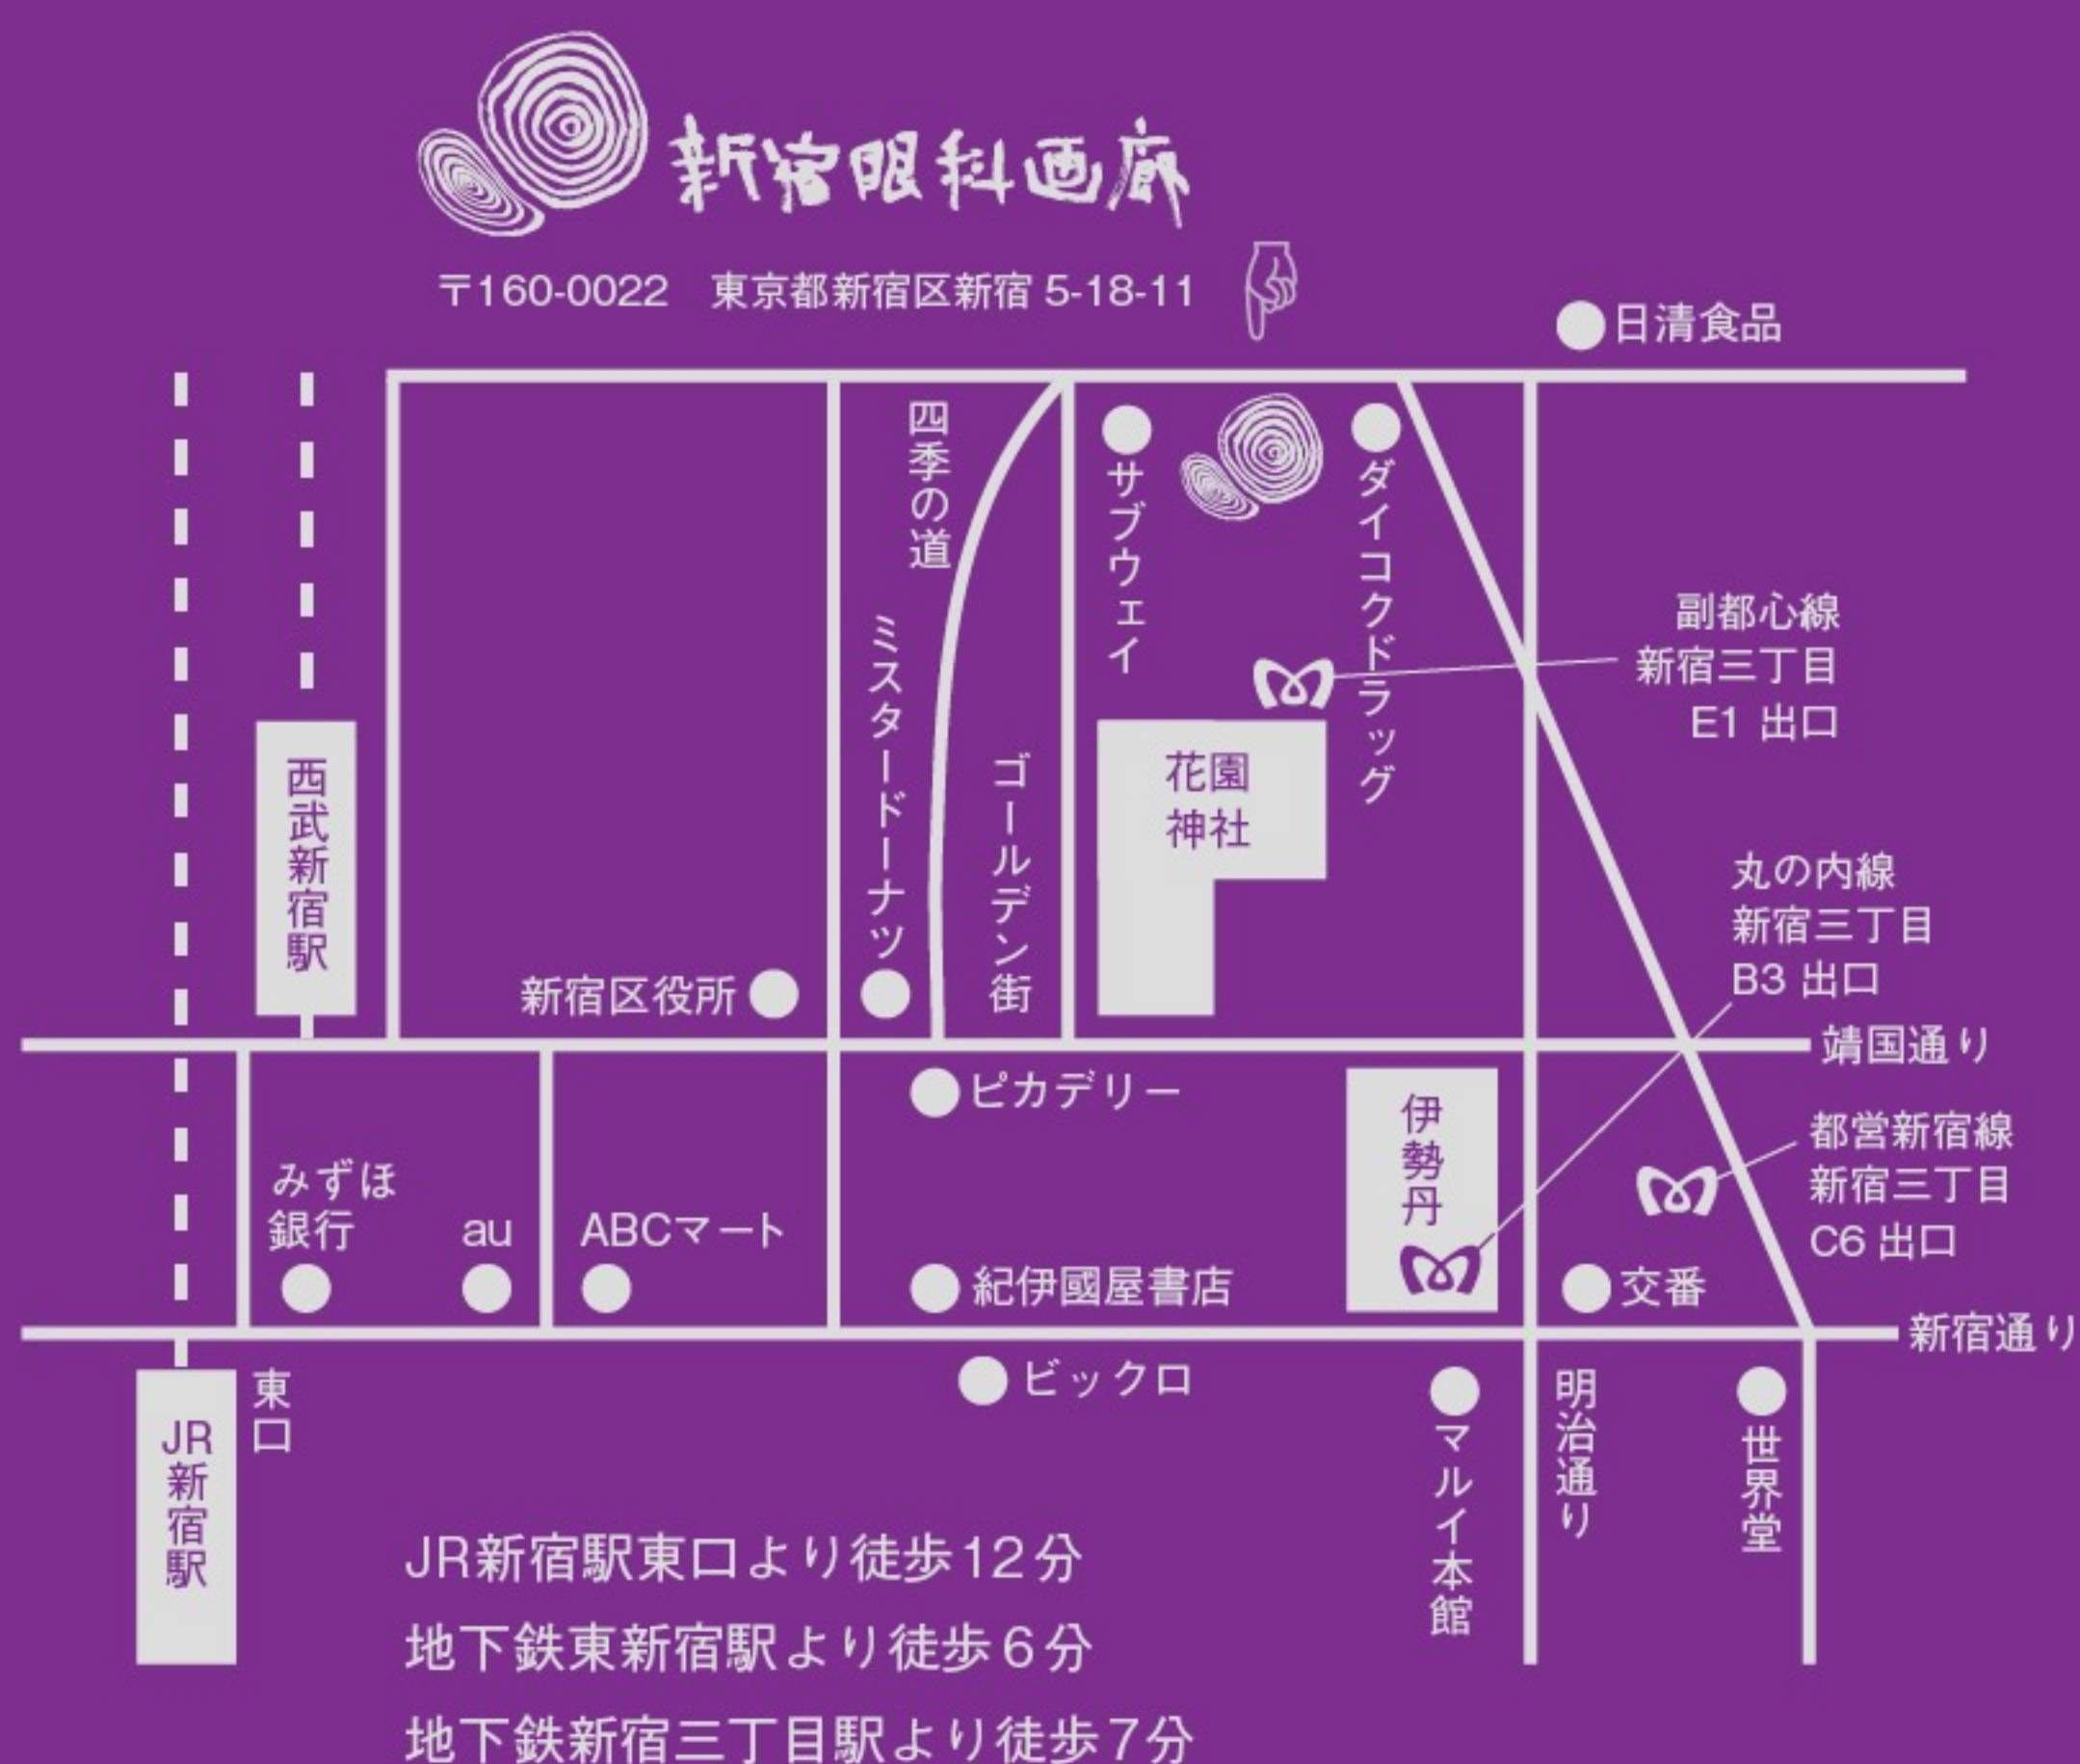 新宿眼科画廊
〒160-0022 東京都新宿区新宿 5-18-11
日清食品
四季の道
サブウェイ
ダイコクドラッグ
ミスタードーナツ
ゴールデン街
副都心線
新宿三丁目
E1 出口
西武新宿駅
花園
神社
丸の内線
新宿三丁目
B3 出口
新宿区役所
靖国通り
ピカデリー
伊勢丹
都営新宿線
新宿三丁目
C6 出口
みずほ
銀行
au
ABCマート
紀伊國屋書店
交番
新宿通り
東口
JR新宿駅
ビックロ
マルイ本館
明治通り
世界堂
JR新宿駅東口より徒歩12分
地下鉄東新宿駅より徒歩6分
地下鉄新宿三丁目駅より徒歩7分